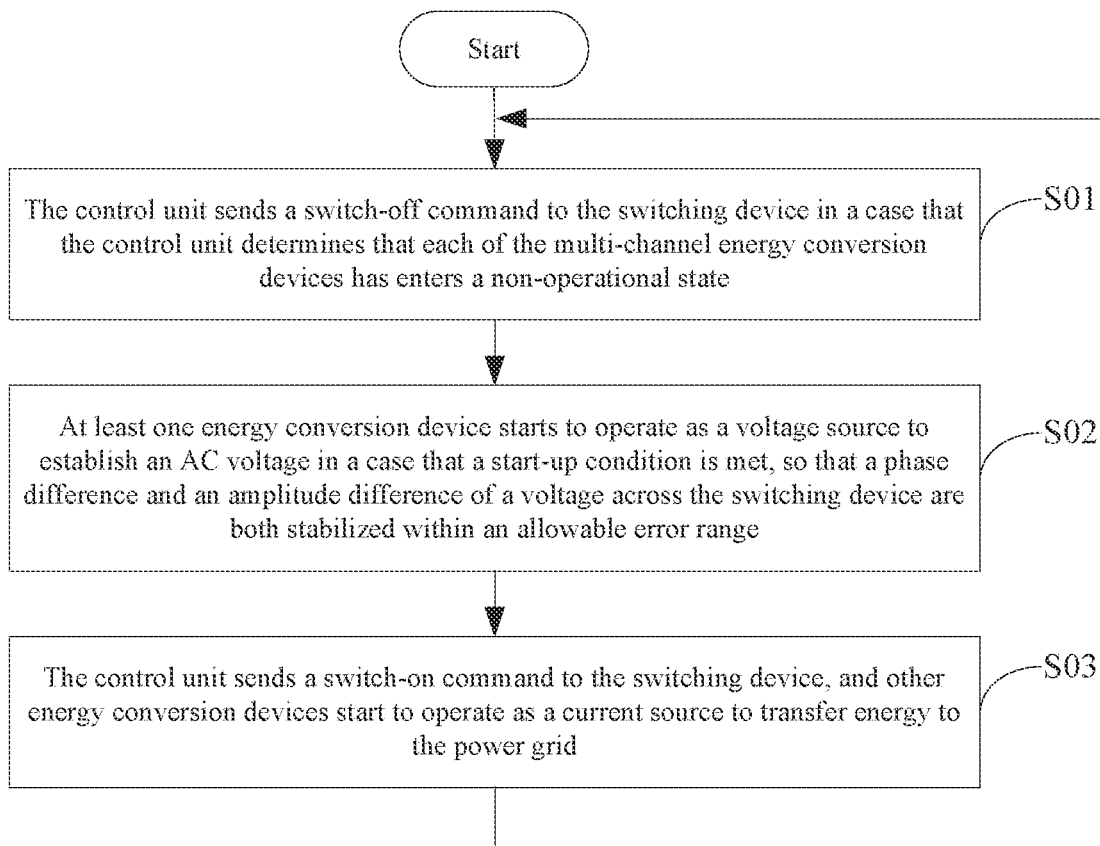 Start
The control unit sends a switch-off command to the switching device in a case that
the control unit determines that each of the multi-channel energy conversion
devices has enters a non-operational state
S01
At least one energy conversion device starts to operate as a voltage source to
establish an AC voltage in a case that a start-up condition is met, so that a phase
difference and an amplitude difference of a voltage across the switching device are
both stabilized within an allowable error range
S02
The control unit sends a switch-on command to the switching device, and other
energy conversion devices start to operate as a current source to transfer energy to
the power grid
S03